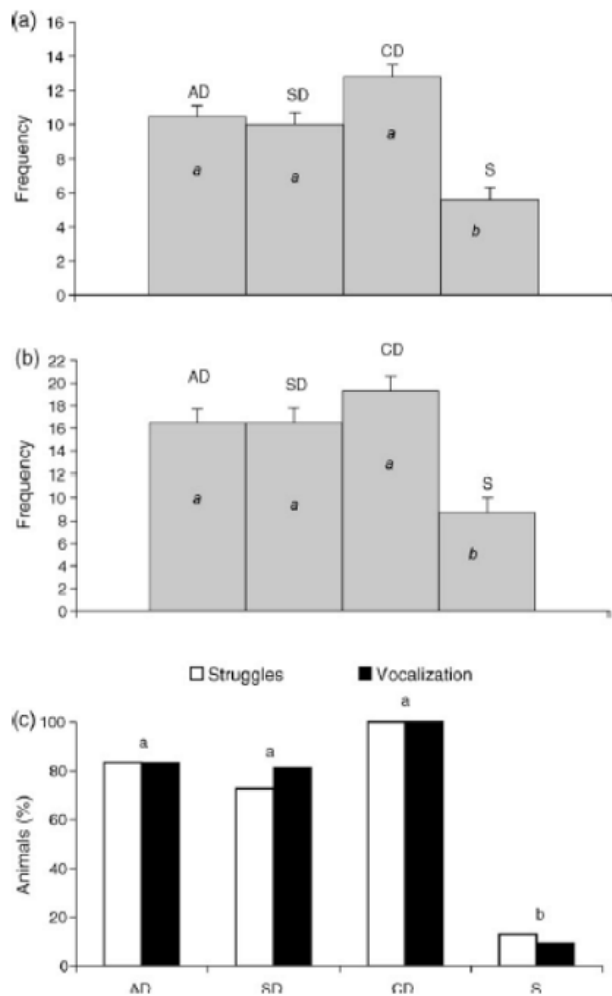 (a)
16
14
12
10
8
6
4
2
0
Frequency
AD
SD
CD
S
a
a
a
b
(b)
22
20
18
16
14
12
10
8
6
4
2
0
Frequency
AD
SD
CD
S
a
a
a
b
Struggles Vocalization
(c)
100
80
60
40
20
0
Animals (%)
a
a
a
b
AD SD CD S